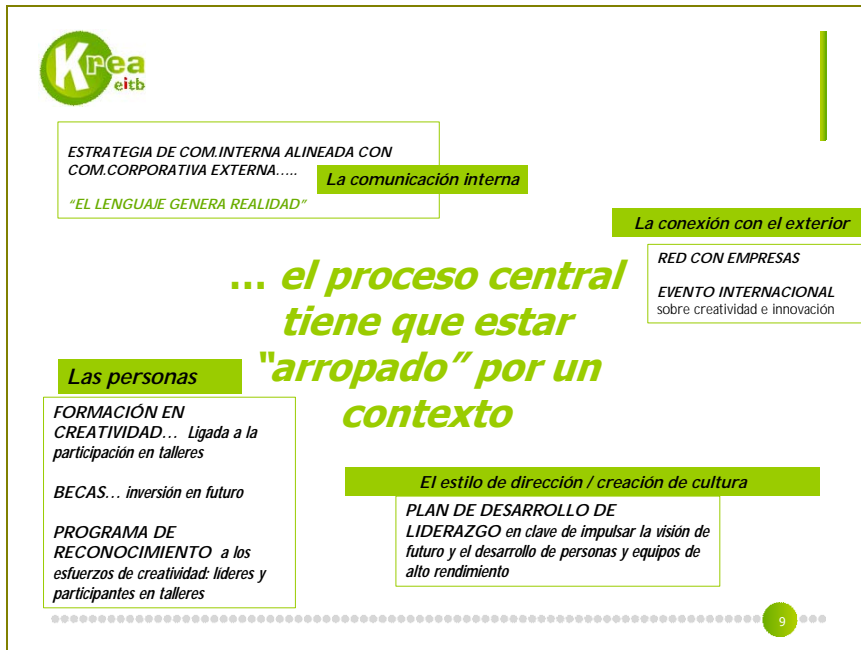 Krea
eitb
ESTRATEGIA DE COM.INTERNA ALINEADA CON
COM.CORPORATIVA EXTERNA.....
La comunicación interna
“EL LENGUAJE GENERA REALIDAD”
La conexión con el exterior
RED CON EMPRESAS
EVENTO INTERNACIONAL
sobre creatividad e innovación
... el proceso central
tiene que estar
“arropado” por un
contexto
Las personas
FORMACIÓN EN
CREATIVIDAD... Ligada a la
participación en talleres
BECAS... inversión en futuro
PROGRAMA DE
RECONOCIMIENTO a los
esfuerzos de creatividad: líderes y
participantes en talleres
El estilo de dirección / creación de cultura
PLAN DE DESARROLLO DE
LIDERAZGO en clave de impulsar la visión de
futuro y el desarrollo de personas y equipos de
alto rendimiento
9